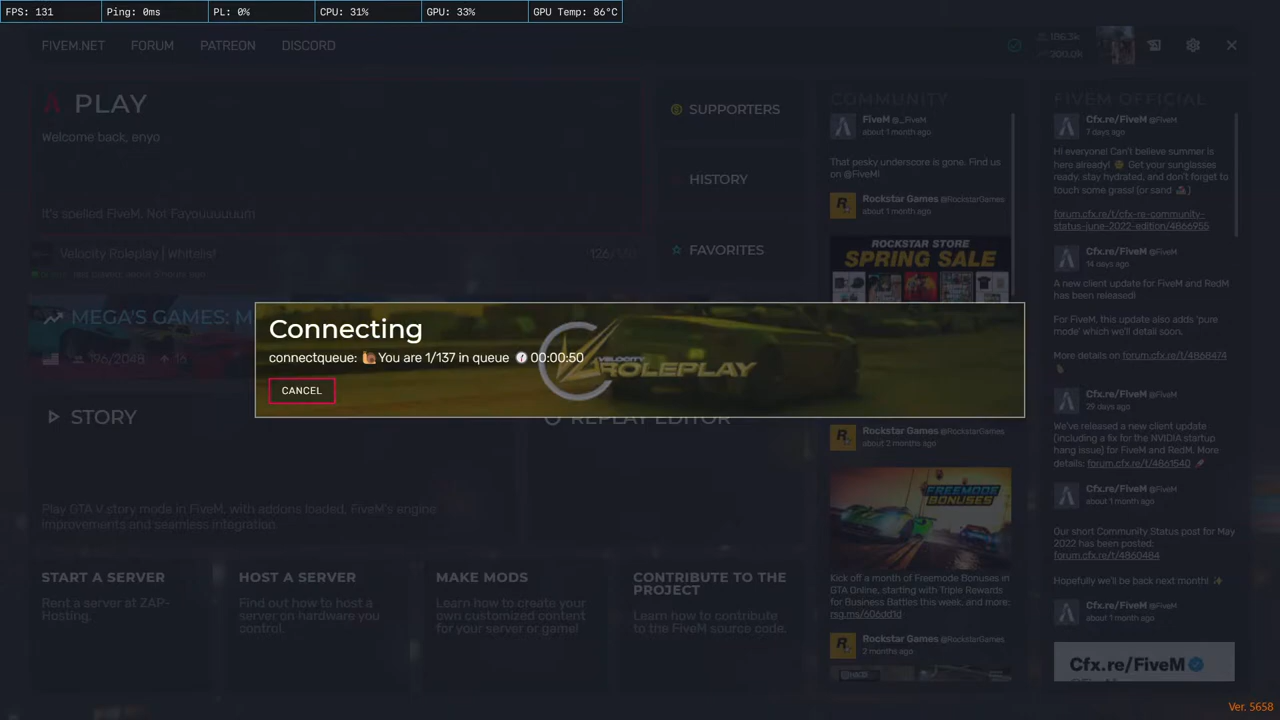 FPS: 131
Ping: 0ms
PL: 0%
CPU: 31%
GPU: 33%
GPU Temp: 86°C
FIVEM.NET
FORUM
PATREON
DISCORD
186.3k
200.0k
PLAY
Welcome back, enyo
It's spelled FiveM. Not Fayouuuuum
Velocity Roleplay | Whitelist
SUPPORTERS
HISTORY
FAVORITES
MEGA'S GAMES: M
196/2048
Connecting
connectqueue: 🐌You are 1/137 in queue 🕐00:00:50
CANCEL
VELOCITY
ROLEPLAY
STORY
REPLAY EDITOR
Play GTA V story mode in FiveM, with addons loaded, FiveM's engine
improvements and seamless integration.
START A SERVER
Rent a server at ZAP-
Hosting.
HOST A SERVER
Find out how to host a
server on hardware you
control.
MAKE MODS
Learn how to create your
own customized content
for your server or game!
CONTRIBUTE TO THE
PROJECT
Learn how to contribute
to the FiveM source code.
COMMUNITY
FiveM @_FiveM
about 1 month ago
That pesky underscore is gone. Find us
on @FiveM!
Rockstar Games @RockstarGames
about 1 month ago
ROCKSTAR STORE
SPRING SALE
Rockstar Games @RockstarGames
about 2 months ago
FREEMODE
BONUSES
Kick off a month of Freemode Bonuses in
GTA Online, starting with Triple Rewards
for Business Battles this week, and more:
rsg.ms/606dd1d
Rockstar Games @RockstarGames
2 months ago
FIVEM OFFICIAL
Cfx.re/FiveM @FiveM
7 days ago
Hi everyone! Can't believe summer is
here already! 🌞 Get your sunglasses
ready, stay hydrated, and don't forget to
touch some grass! (or sand 🏖)
forum.cfx.re/t/cfx-re-community-
status-june-2022-edition/4866955
Cfx.re/FiveM @FiveM
14 days ago
A new client update for FiveM and RedM
has been released!
For FiveM, this update also adds 'pure
mode' which we'll detail soon.
More details on forum.cfx.re/t/4868474
Cfx.re/FiveM @FiveM
29 days ago
We've released a new client update
(including a fix for the NVIDIA startup
hang issue) for FiveM and RedM. More
details: forum.cfx.re/t/4861540 🚀
Cfx.re/FiveM @FiveM
about 1 month ago
Our short Community Status post for May
2022 has been posted:
forum.cfx.re/t/4860484
Hopefully we'll be back next month! ✨
Cfx.re/FiveM @FiveM
about 1 month ago
Cfx.re/FiveM
Ver. 5658